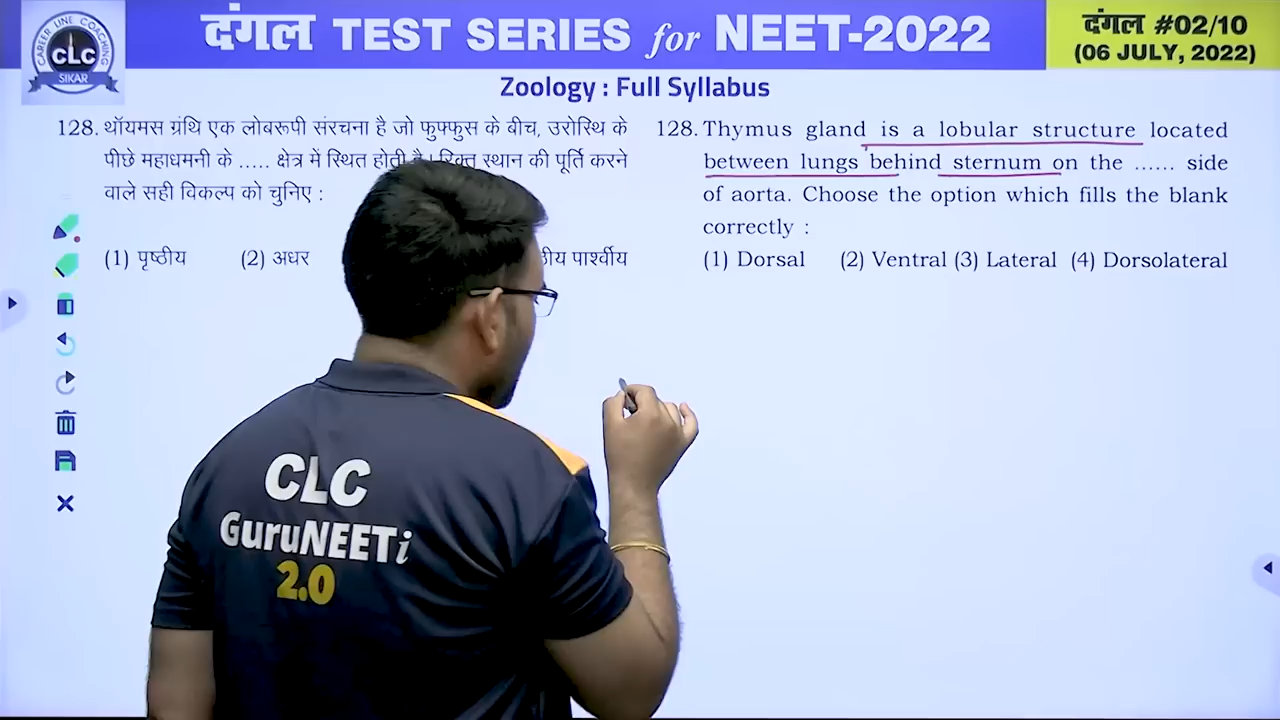 दंगल TEST SERIES for NEET-2022
दंगल #02/10
(06 JULY, 2022)
CAREER LINE COACHING
CLC
SIKAR
Zoology : Full Syllabus
128. थॉयमस ग्रंथि एक लोबरूपी संरचना है जो फुफ्फुस के बीच, उरोस्थि के
पीछे महाधमनी के ..... क्षेत्र में स्थित होती है। रिक्त स्थान की पूर्ति करने
वाले सही विकल्प को चुनिए :
(1) पृष्ठीय (2) अधर पार्श्वीय
128. Thymus gland is a lobular structure located
between lungs behind sternum on the ...... side
of aorta. Choose the option which fills the blank
correctly :
(1) Dorsal (2) Ventral (3) Lateral (4) Dorsolateral
CLC
GuruNEETi
2.0